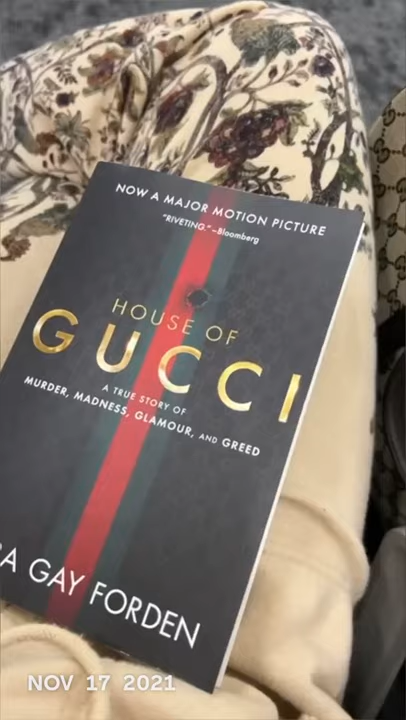 NOW A MAJOR MOTION PICTURE
"RIVETING." —Bloomberg
HOUSE OF
GUCCI
A TRUE STORY OF
MURDER, MADNESS, GLAMOUR, AND GREED
RA GAY FORDEN
NOV 17 2021